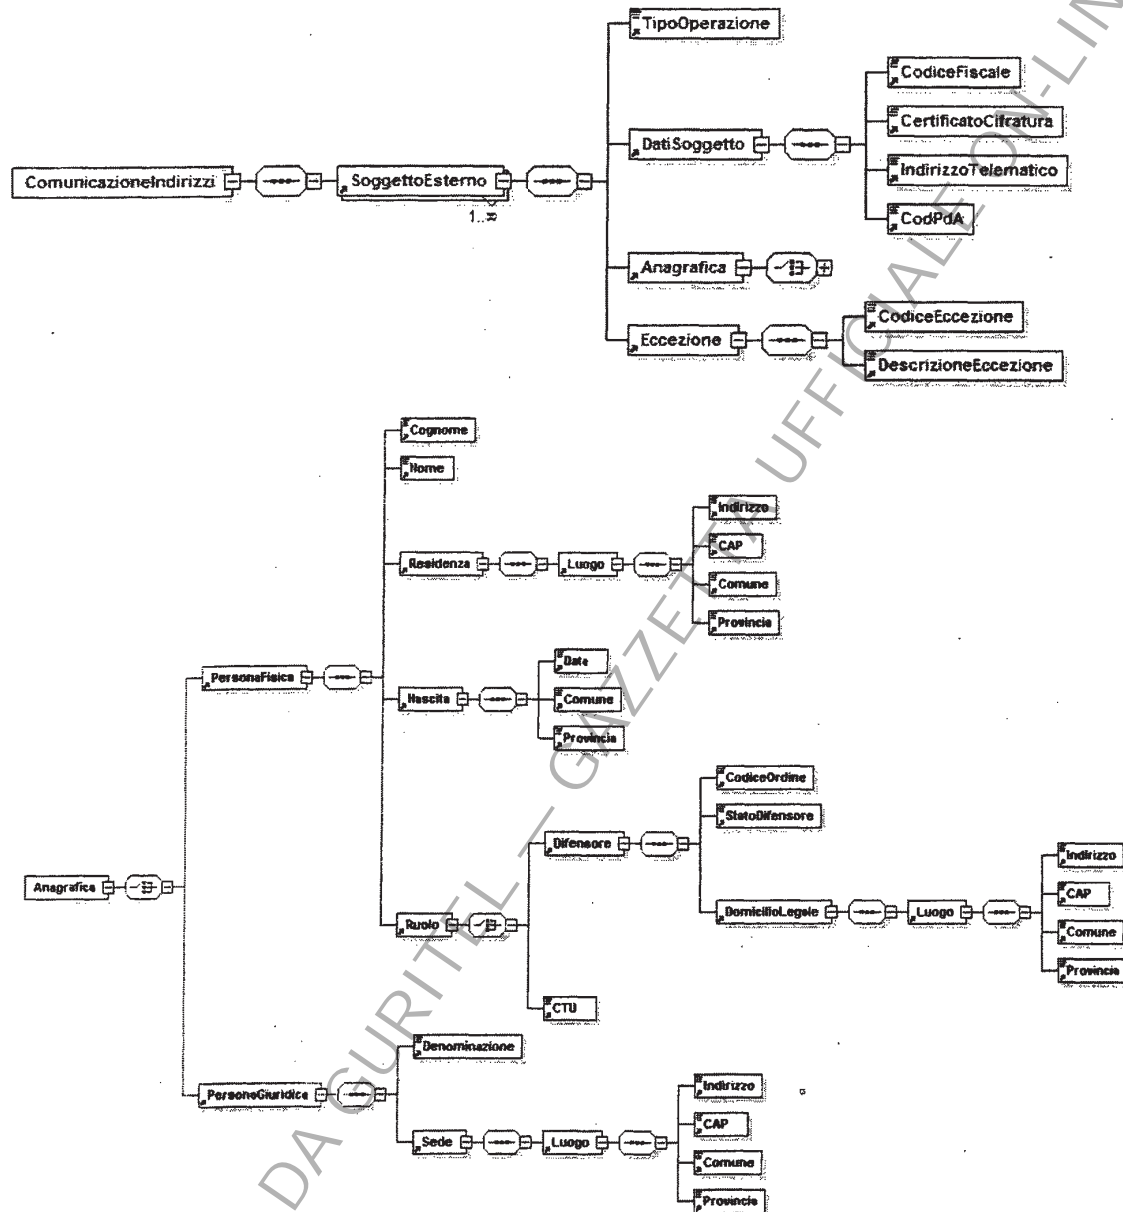 TipoOperazione
CodiceFiscale
CertificatoCifratura
DatiSoggetto
IndirizzoTelematico
ComunicazioneIndirizzi
SoggettoEsterno
1..∞
CodPdA
Anagrafica
CodiceEccezione
Eccezione
DescrizioneEccezione
Cognome
Nome
Indirizzo
CAP
Residenza
Luogo
Comune
Provincia
PersonaFisica
Data
Nascita
Comune
Provincia
CodiceOrdine
StatoDifensore
Difensore
Indirizzo
Anagrafica
CAP
DomicilioLegale
Luogo
Ruolo
Comune
Provincia
CTU
Denominazione
PersonaGiuridica
Indirizzo
CAP
Sede
Luogo
Comune
Provincia
DA GURITEL — GAZZETTA UFFICIALE ON-LIN